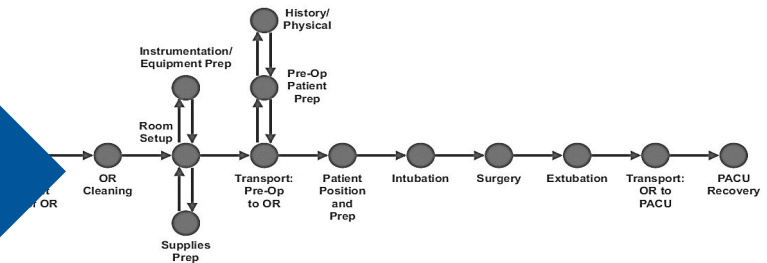 History/
Physical
Instrumentation/
Equipment Prep
Pre-Op
Patient
Prep
Room
Setup
OR
Cleaning
Transport:
Pre-Op
to OR
Patient
Position
and
Prep
Intubation
Surgery
Extubation
Transport:
OR to
PACU
PACU
Recovery
OR
Supplies
Prep